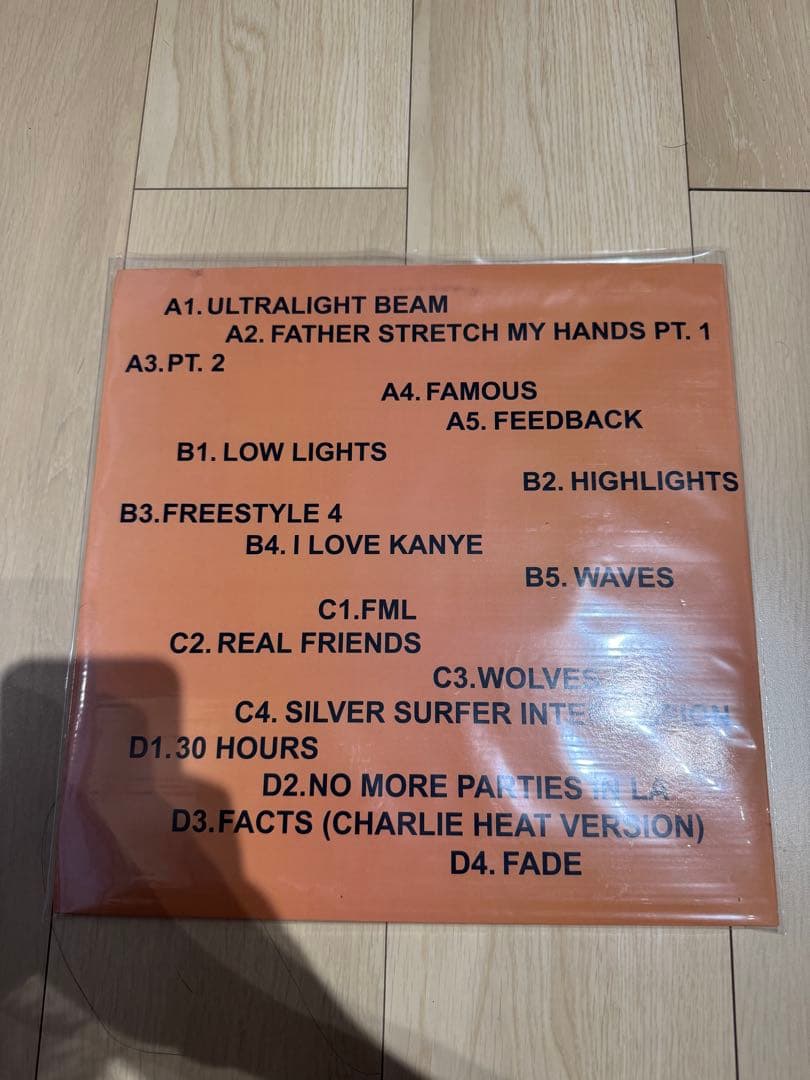 A1. ULTRALIGHT BEAM
A2. FATHER STRETCH MY HANDS PT. 1
A3. PT. 2
A4. FAMOUS
A5. FEEDBACK
B1. LOW LIGHTS
B2. HIGHLIGHTS
B3.FREESTYLE 4
B4. I LOVE KANYE
B5. WAVES
C1.FML
C2. REAL FRIENDS
C3.WOLVES
C4. SILVER SURFER
D1.30 HOURS
D2.NO MORE PARTIES IN LA
D3.FACTS (CHARLIE HEAT VERSION)
D4. FADE